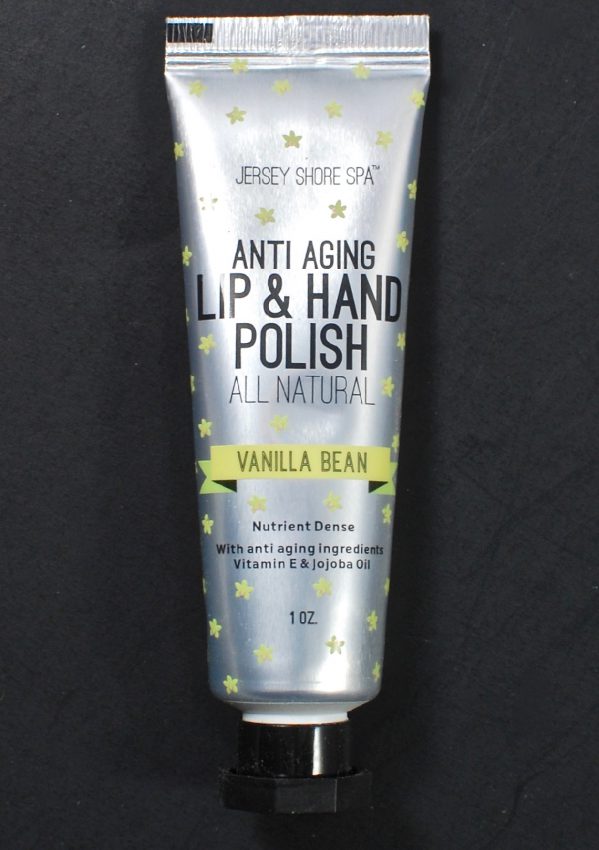 JERSEY SHORE SPA™
ANTI AGING
LIP & HAND
POLISH
ALL NATURAL
VANILLA BEAN
Nutrient Dense
With anti aging ingredients
Vitamin E & Jojoba Oil
1 OZ.